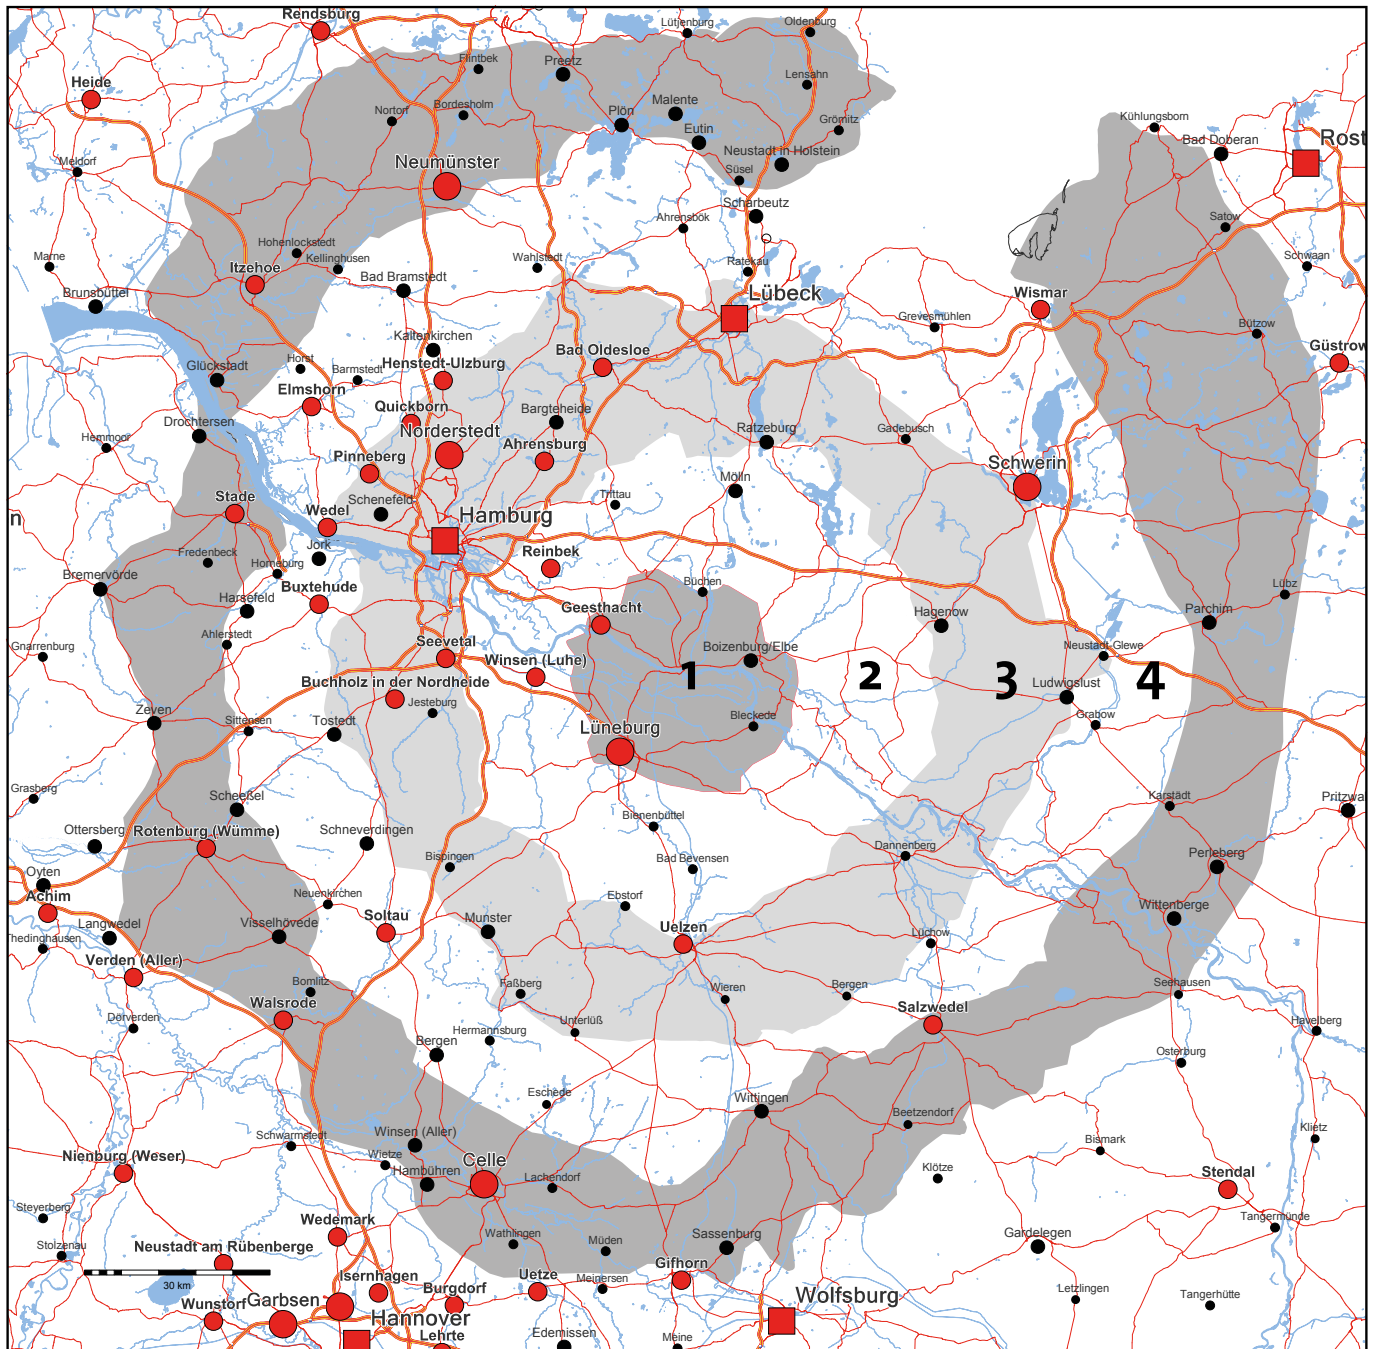 Rendsburg
Lütjenburg
Oldenburg
Flintbek
Preetz
Heide
Lensahn
Nortorf
Bordesholm
Malente
Plön
Eutin
Grömitz
Kühlungsborn
Bad Doberan
Rost
Meldorf
Neumünster
Neustadt in Holstein
Süsel
Scharbeutz
Ahrensbök
Satow
Hohenlockstedt
Kellinghusen
Marne
Itzehoe
Wahlstedt
Ratekau
Schwaan
Bad Bramstedt
Brunsbüttel
Lübeck
Wismar
Grevesmühlen
Bützow
Kaltenkirchen
Güstrow
Horst
Glückstadt
Barmstedt
Henstedt-Ulzburg
Bad Oldesloe
Elmshorn
Quickborn
Bargteheide
Drochtersen
Norderstedt
Ratzeburg
Gadebusch
Hemmoor
Ahrensburg
Pinneberg
Schwerin
Mölln
Stade
Schenefeld
Trittau
n
Wedel
Hamburg
Fredenbeck
Jork
Reinbek
Horneburg
Bremervörde
Buxtehude
Büchen
Lübz
Harsefeld
Geesthacht
Hagenow
Parchim
Ahlerstedt
Gnarrenburg
Seevetal
Winsen (Luhe)
Boizenburg/Elbe
Neustadt-Glewe
1
2
3
4
Buchholz in der Nordheide
Jesteburg
Ludwigslust
Zeven
Sittensen
Tostedt
Lüneburg
Bleckede
Grabow
Grasberg
Scheeßel
Karstädt
Pritzwa
Ottersberg
Rotenburg (Wümme)
Schneverdingen
Bienenbüttel
Dannenberg
Perleberg
Oyten
Bispingen
Bad Bevensen
Achim
Neuenkirchen
Ebstorf
Wittenberge
Langwedel
Visselhövede
Soltau
Munster
Uelzen
Lüchow
Thedinghausen
Verden (Aller)
Bomlitz
Faßberg
Wieren
Bergen
Seehausen
Walsrode
Salzwedel
Dörverden
Hermannsburg
Unterlüß
Havelberg
Bergen
Osterburg
Eschede
Wittingen
Beetzendorf
Klietz
Schwarmstedt
Winsen (Aller)
Bismark
Nienburg (Weser)
Wietze
Hambühren
Celle
Lachendorf
Klötze
Stendal
Steyerberg
Wedemark
Wathlingen
Müden
Sassenburg
Gardelegen
Tangermünde
Stolzenau
Neustadt am Rübenberge
30 km
Isernhagen
Burgdorf
Uetze
Meinersen
Gifhorn
Letzlingen
Tangerhütte
Wunstorf
Garbsen
Hannover
Wolfsburg
Lehrte
Edemissen
Meine